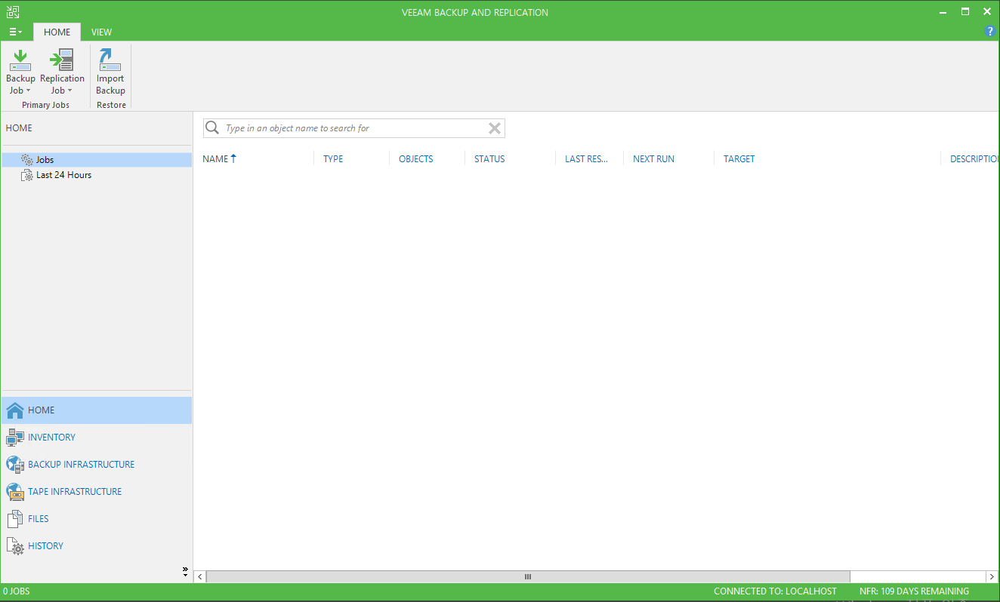 VEEAM BACKUP AND REPLICATION
HOME VIEW
?
Backup Job
Replication Job
Import Backup
Primary Jobs
Restore
HOME
Jobs
Last 24 Hours
Type in an object name to search for
NAME TYPE OBJECTS STATUS LAST RES... NEXT RUN TARGET DESCRIPTIO
HOME
INVENTORY
BACKUP INFRASTRUCTURE
TAPE INFRASTRUCTURE
FILES
HISTORY
0 JOBS CONNECTED TO: LOCALHOST NFR: 109 DAYS REMAINING